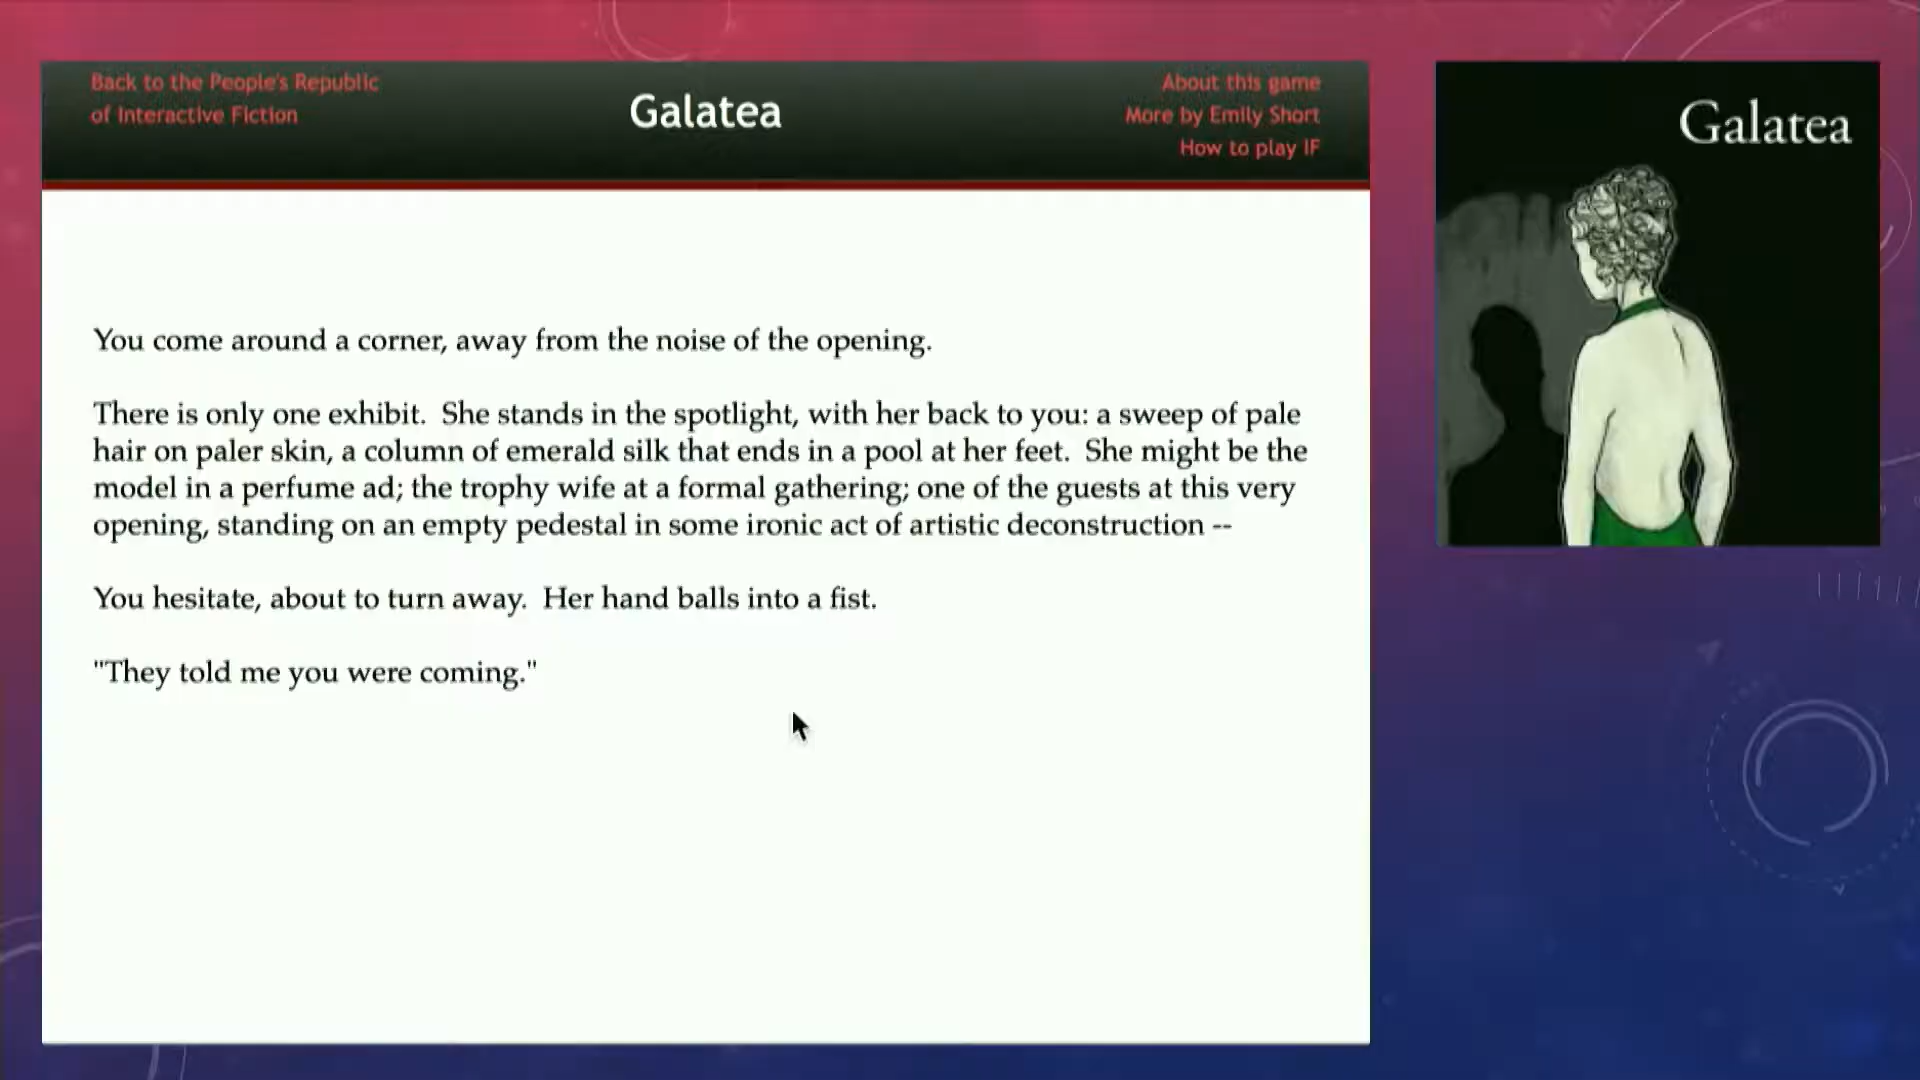 Back to the People's Republic
of Interactive Fiction
Galatea
About this game
More by Emily Short
How to play IF
Galatea
You come around a corner, away from the noise of the opening.
There is only one exhibit.  She stands in the spotlight, with her back to you: a sweep of pale
hair on paler skin, a column of emerald silk that ends in a pool at her feet.  She might be the
model in a perfume ad; the trophy wife at a formal gathering; one of the guests at this very
opening, standing on an empty pedestal in some ironic act of artistic deconstruction --
You hesitate, about to turn away.  Her hand balls into a fist.
"They told me you were coming."